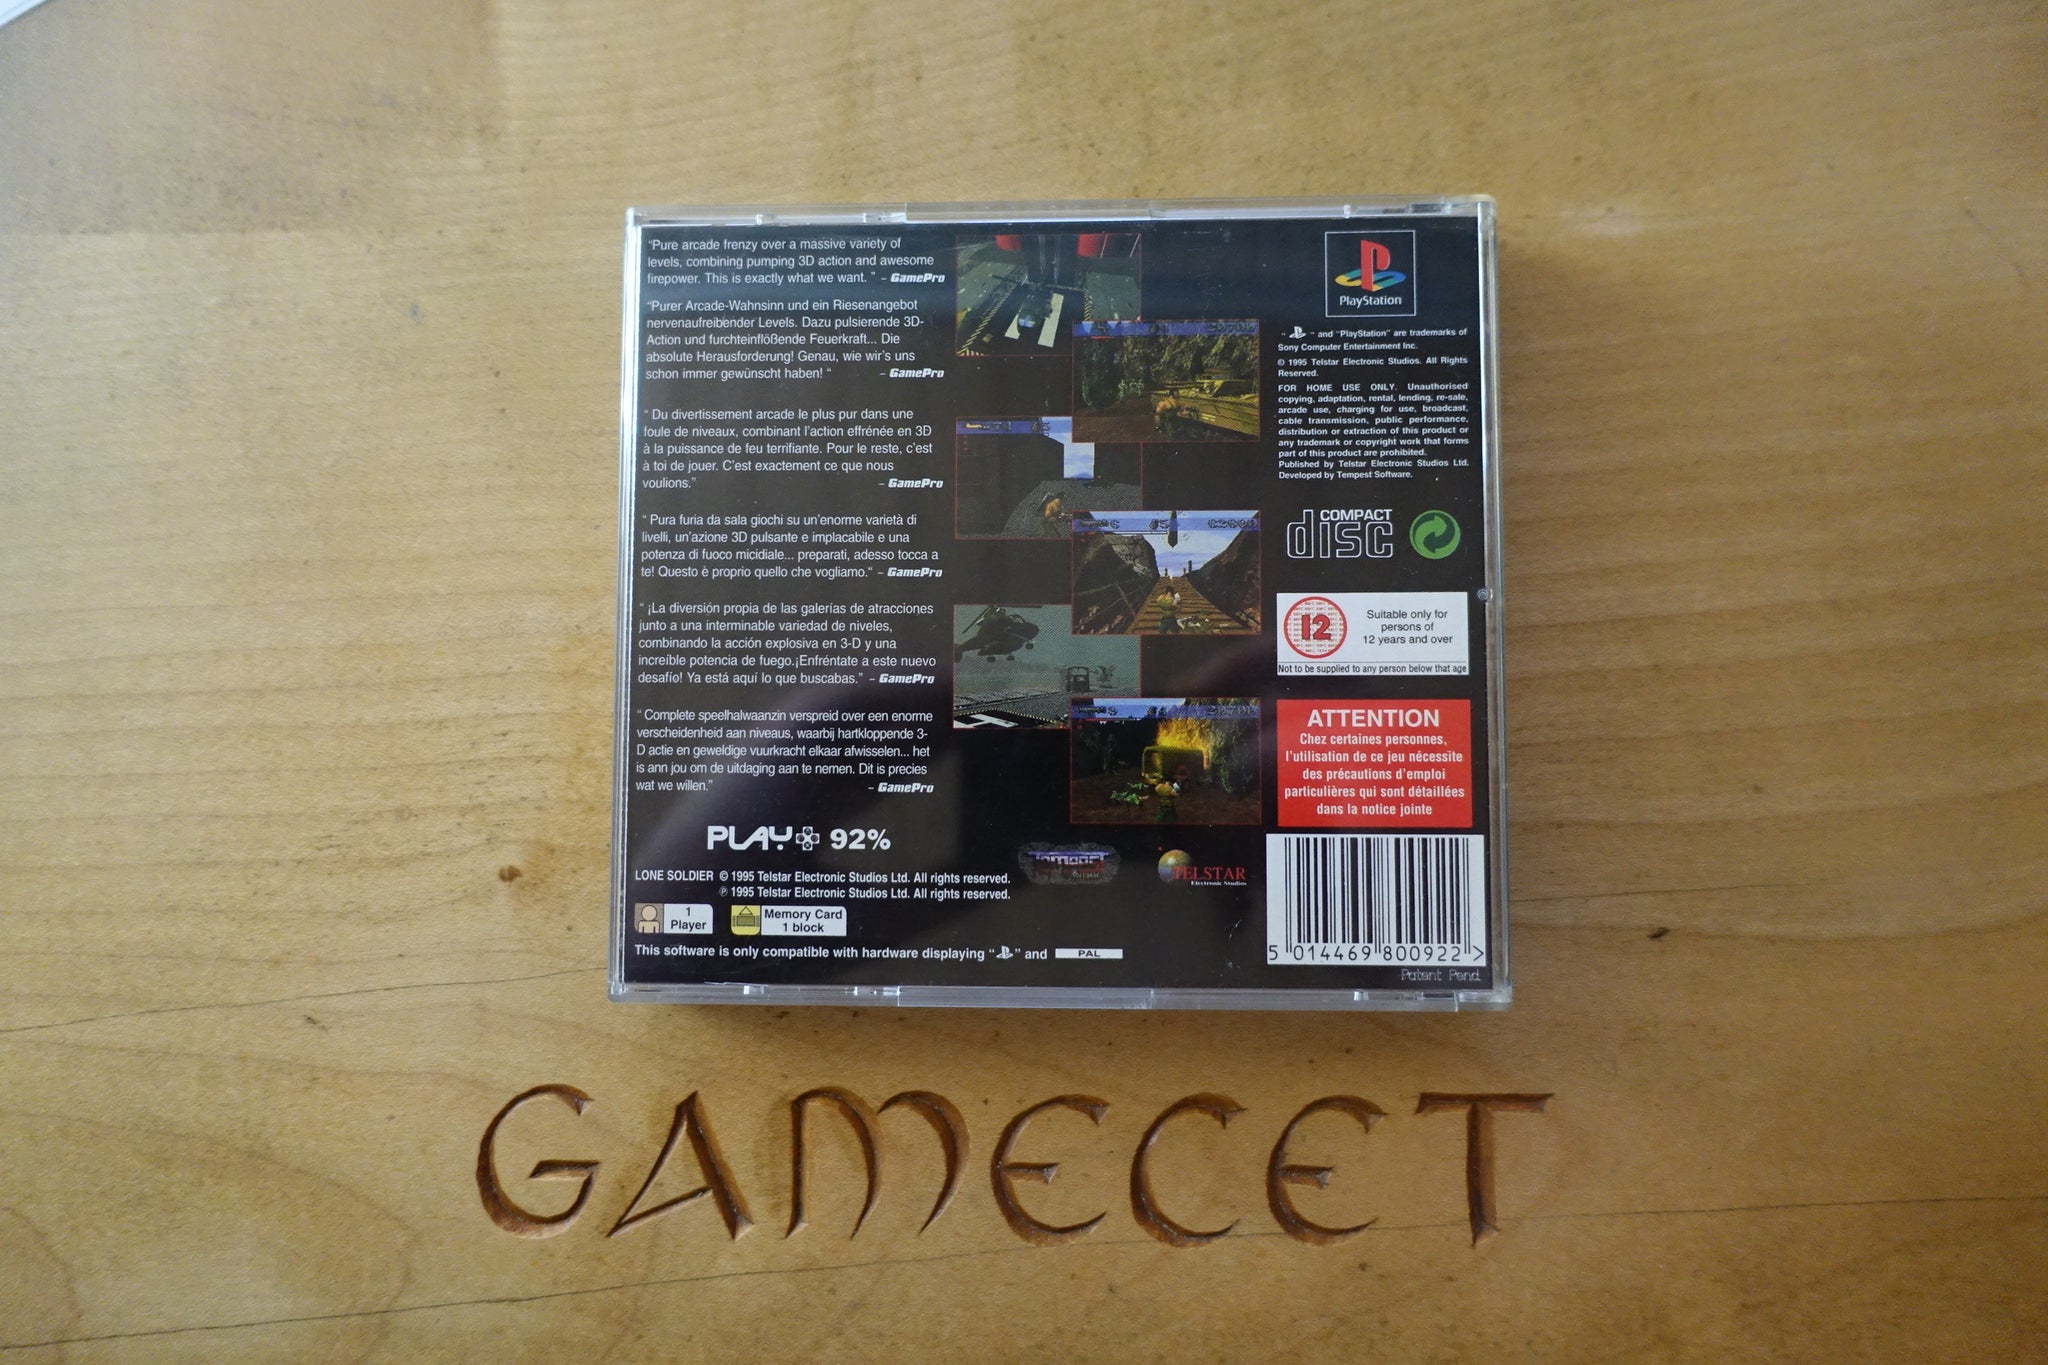 “Pure arcade frenzy over a massive variety of
levels, combining pumping 3D action and awesome
firepower. This is exactly what we want. ” – GamePro
“Purer Arcade-Wahnsinn und ein Riesenangebot
nervenaufreibender Levels. Dazu pulsierende 3D-
Action und furchteinflößende Feuerkraft... Die
absolute Herausforderung! Genau, wie wir's uns
schon immer gewünscht haben! “ – GamePro
“ Du divertissement arcade le plus pur dans une
foule de niveaux, combinant l'action effrénée en 3D
à la puissance de feu terrifiante. Pour le reste, c'est
à toi de jouer. C'est exactement ce que nous
voulions.” – GamePro
“ Pura furia da sala giochi su un'enorme varietà di
livelli, un'azione 3D pulsante e implacabile e una
potenza di fuoco micidiale... preparati, adesso tocca a
te! Questo è proprio quello che vogliamo.“ – GamePro
“ ¡La diversión propia de las galerías de atracciones
junto a una interminable variedad de niveles,
combinando la acción explosiva en 3-D y una
increíble potencia de fuego.¡Enfréntate a este nuevo
desafío! Ya está aquí lo que buscabas.” – GamePro
“ Complete speelhalwaanzin verspreid over een enorme
verscheidenheid aan niveaus, waarbij hartkloppende 3-
D actie en geweldige vuurkracht elkaar afwisselen... het
is ann jou om de uitdaging aan te nemen. Dit is precies
wat we willen.” – GamePro
PLAY 92%
LONE SOLDIER © 1995 Telstar Electronic Studios Ltd. All rights reserved.
℗ 1995 Telstar Electronic Studios Ltd. All rights reserved.
1
Player
Memory Card
1 block
This software is only compatible with hardware displaying “ ” and PAL
TELSTAR
Electronic Studios
PlayStation
“ ” and “PlayStation” are trademarks of
Sony Computer Entertainment Inc.
© 1995 Telstar Electronic Studios. All Rights
Reserved.
FOR HOME USE ONLY. Unauthorised
copying, adaptation, rental, lending, re-sale,
arcade use, charging for use, broadcast,
cable transmission, public performance,
distribution or extraction of this product or
any trademark or copyright work that forms
part of this product are prohibited.
Published by Telstar Electronic Studios Ltd.
Developed by Tempest Software.
COMPACT
disc
12
Suitable only for
persons of
12 years and over
Not to be supplied to any person below that age
ATTENTION
Chez certaines personnes,
l'utilisation de ce jeu nécessite
des précautions d'emploi
particulières qui sont détaillées
dans la notice jointe
5 014469 800922 >
Patent Pend.
GAMECET